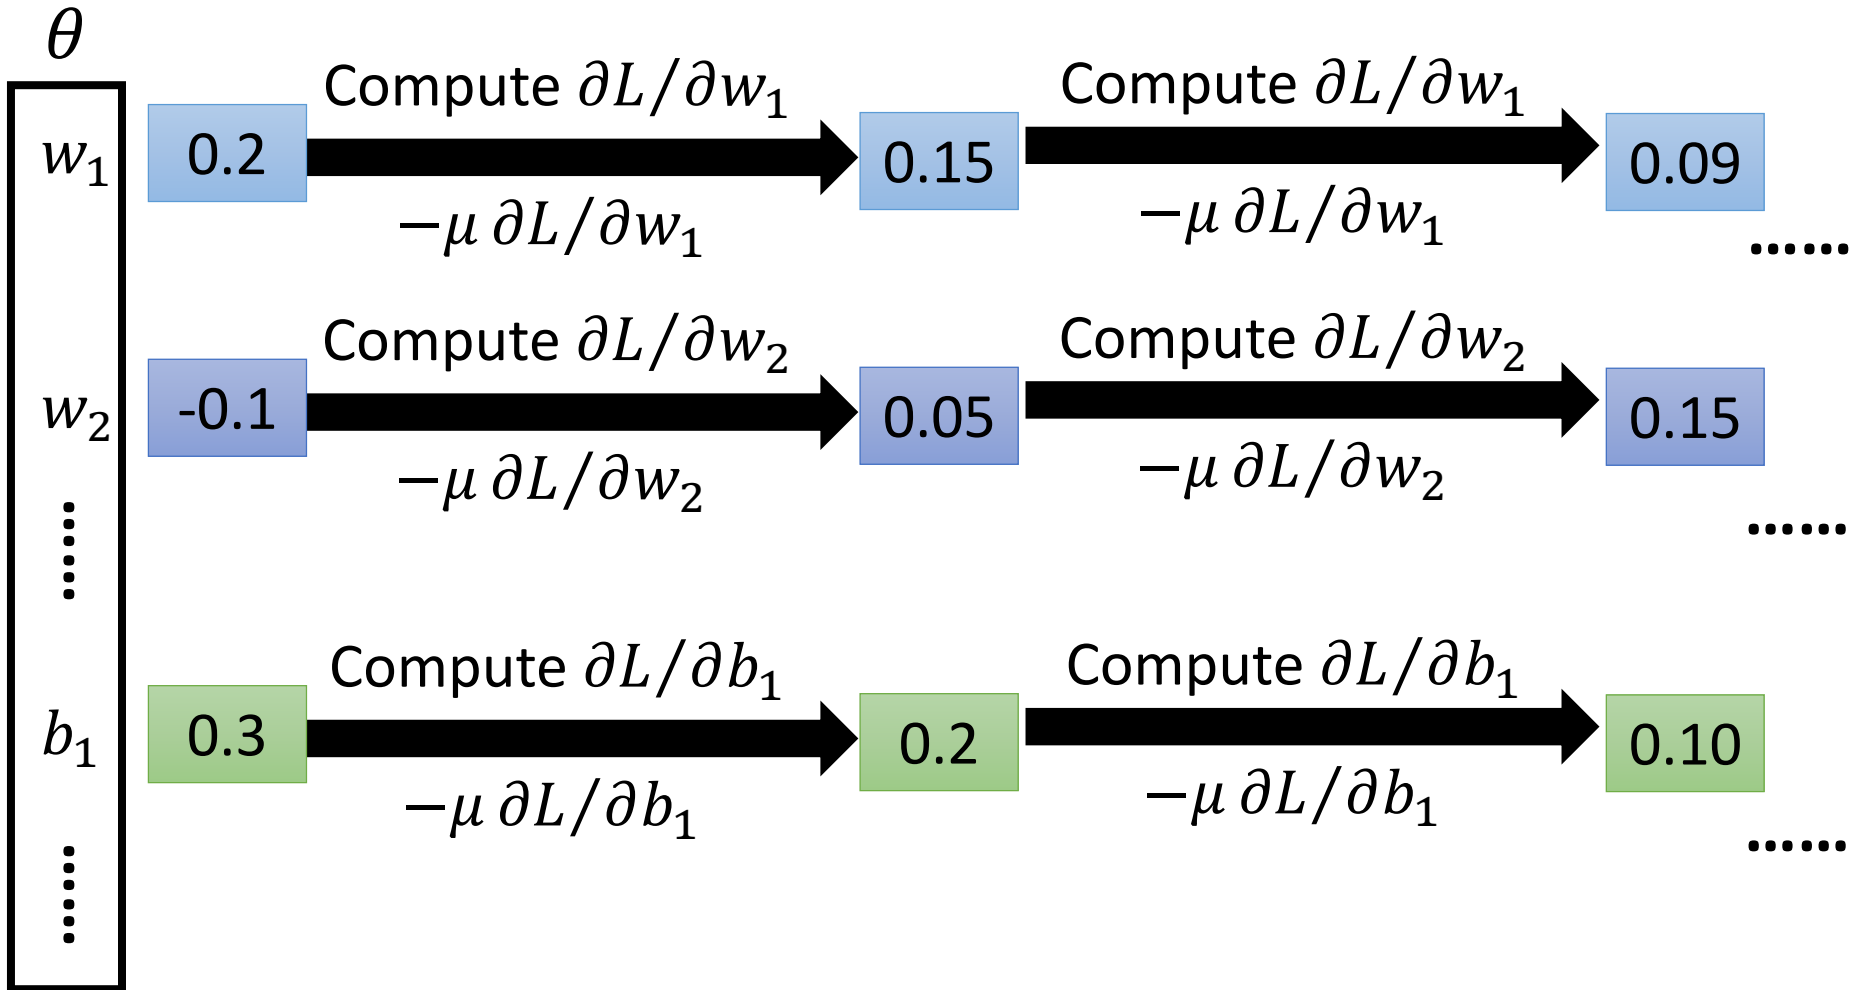 θ
Compute ∂L/∂w₁
Compute ∂L/∂w₁
w₁
0.2
0.15
0.09
−μ ∂L/∂w₁
−μ ∂L/∂w₁
……
Compute ∂L/∂w₂
Compute ∂L/∂w₂
w₂
-0.1
0.05
0.15
−μ ∂L/∂w₂
−μ ∂L/∂w₂
……
……
Compute ∂L/∂b₁
Compute ∂L/∂b₁
b₁
0.3
0.2
0.10
−μ ∂L/∂b₁
−μ ∂L/∂b₁
……
……